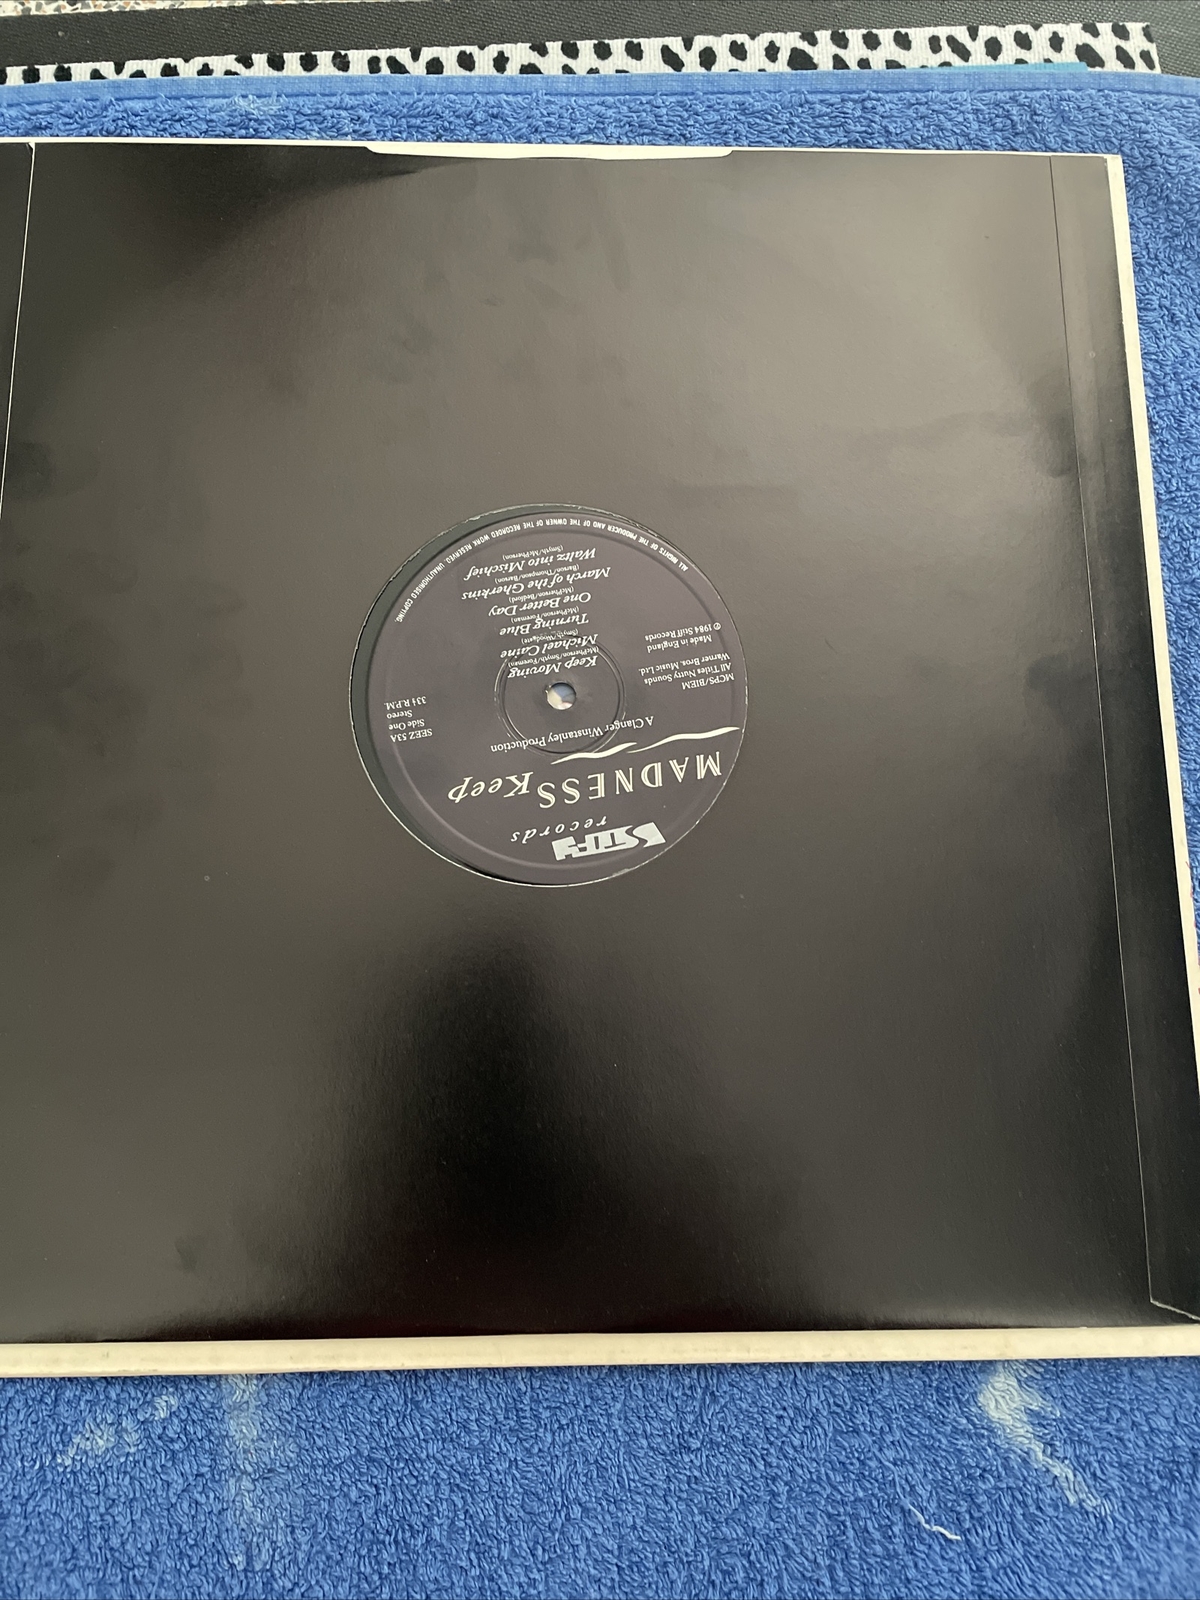 STIFF
records
MADNESS Keep
A Clanger Winstanley Production
MCPS/BIEM
All Titles Nutty Sounds
Warner Bros. Music Ltd.
Made in England
℗ 1984 Stiff Records
SEEZ 53A
Side One
Stereo
33⅓ R.P.M.
Keep Moving
(McPherson/Smyth/Foreman)
Michael Caine
(Smyth/Woodgate)
Turning Blue
(McPherson/Foreman)
One Better Day
(McPherson/Bedford)
March of the Gherkins
(Barson/Thompson/Barson)
Waltz into Mischief
(Smyth/McPherson)
ALL RIGHTS OF THE PRODUCER AND OF THE OWNER OF THE RECORDED WORK RESERVED. UNAUTHORISED COPYING,